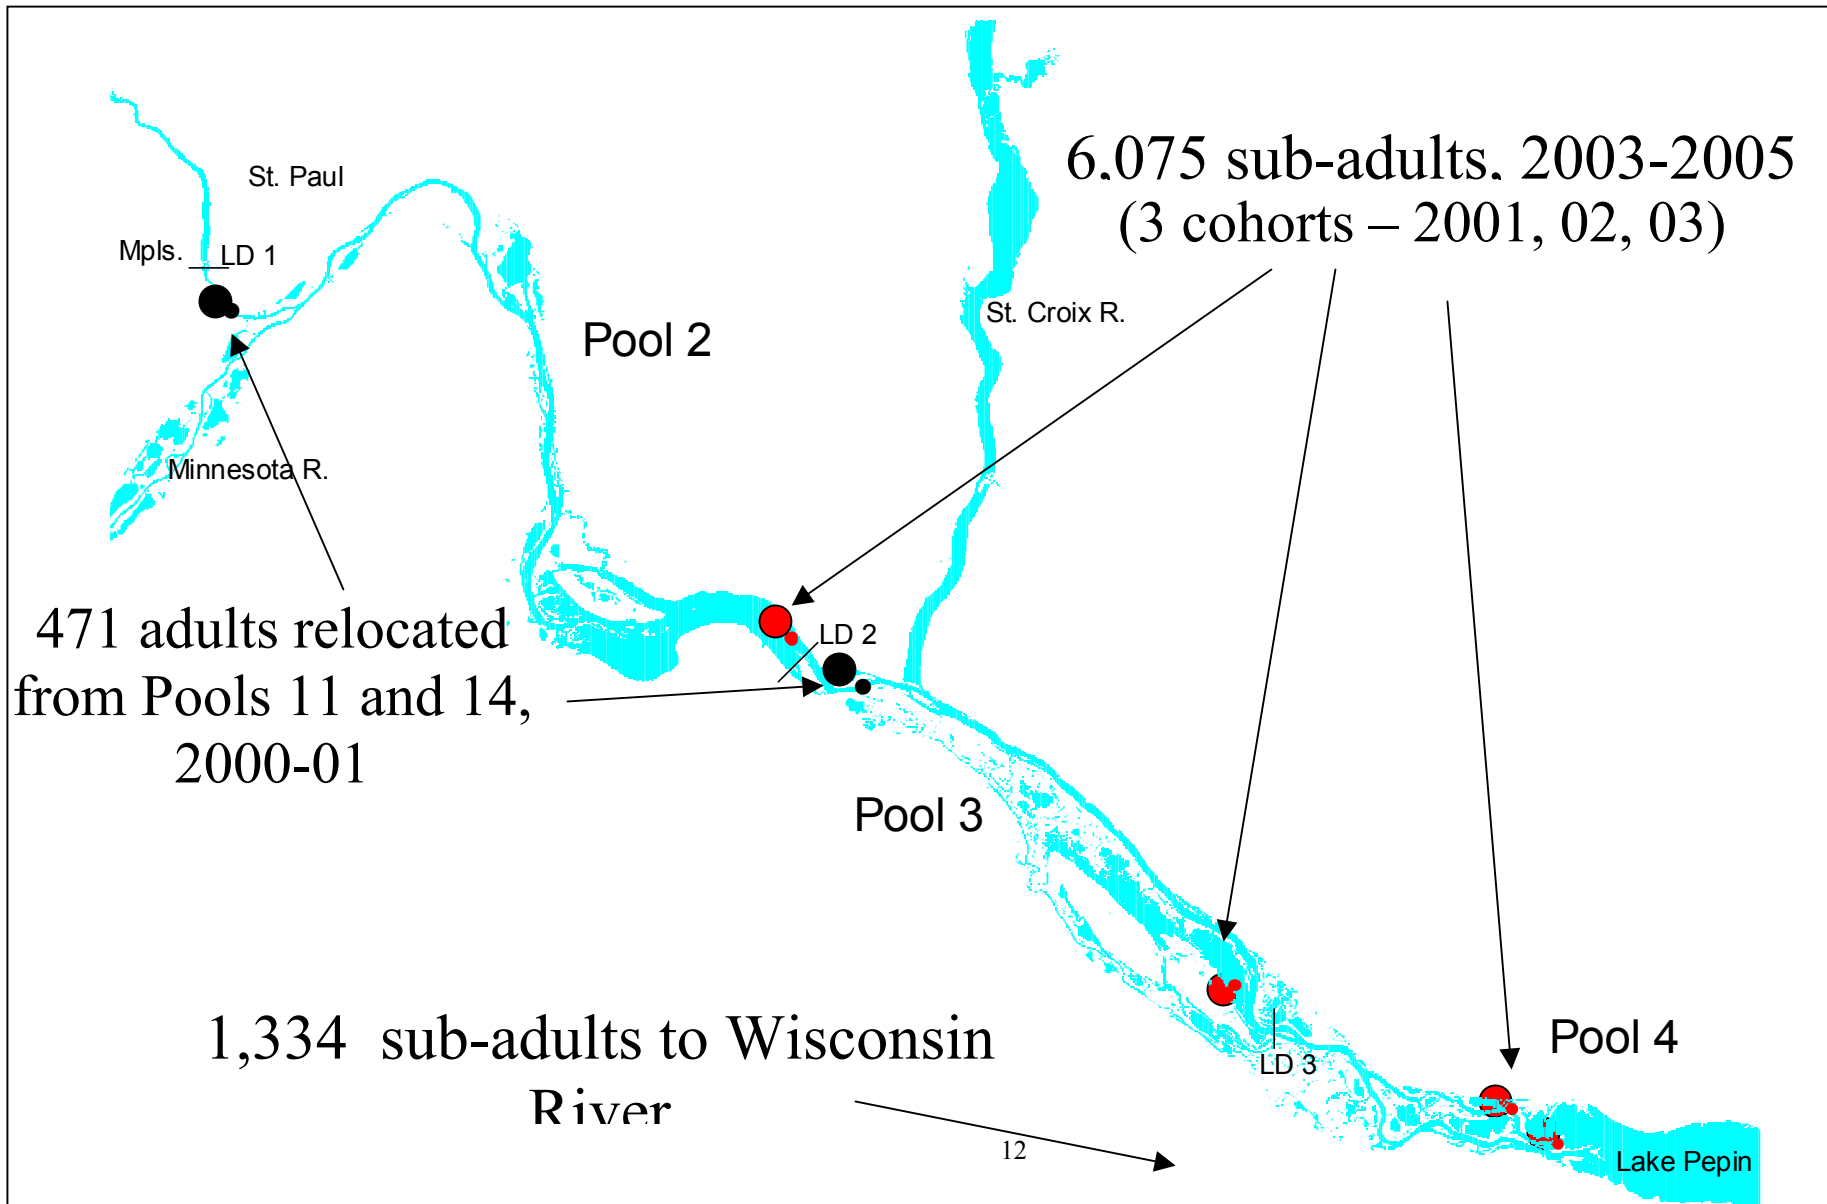 6,075 sub-adults, 2003-2005
(3 cohorts – 2001, 02, 03)
St. Paul
Mpls.
LD 1
St. Croix R.
Pool 2
Minnesota R.
471 adults relocated
from Pools 11 and 14,
2000-01
LD 2
Pool 3
1,334 sub-adults to Wisconsin
River
Pool 4
LD 3
12
Lake Pepin